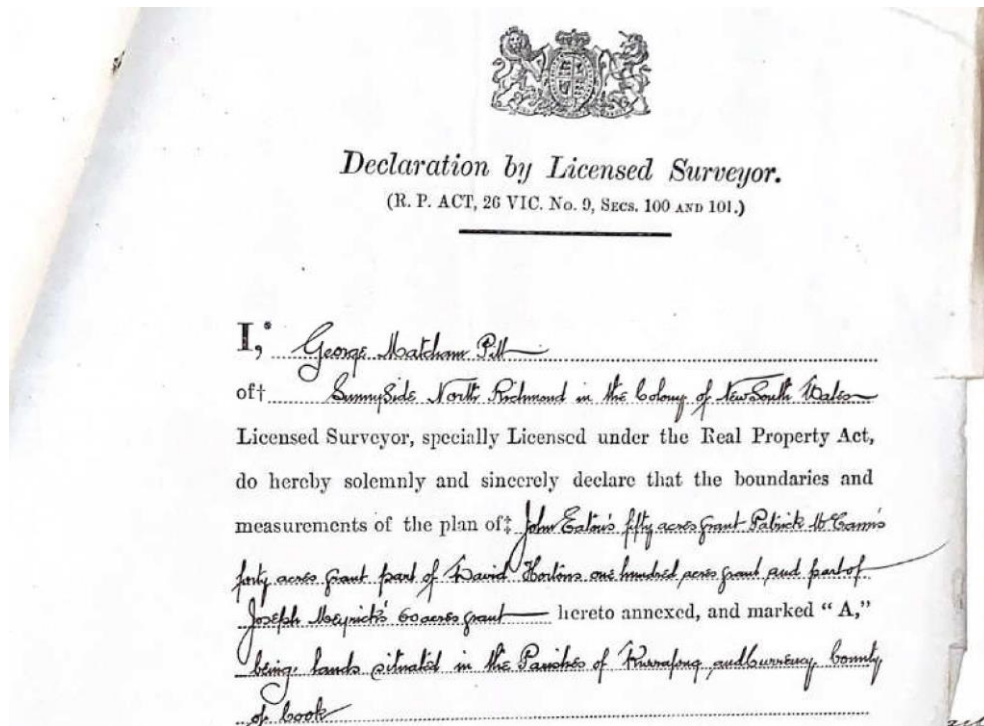 Declaration by Licensed Surveyor.
(R. P. ACT, 26 VIC. No. 9, SECS. 100 AND 101.)
I,* George Matcham Pitt
of† SunnySide North Richmond in the Colony of New South Wales
Licensed Surveyor, specially Licensed under the Real Property Act,
do hereby solemnly and sincerely declare that the boundaries and
measurements of the plan of‡ John Eaton's fifty acres grant Patrick McCann's
forty acres grant part of David Hortons one hundred acres grant and part of
Joseph Meyrick's 60 acres grant hereto annexed, and marked "A,"
being lands situated in the Parishes of Kurrajong and Currency County
of Cook